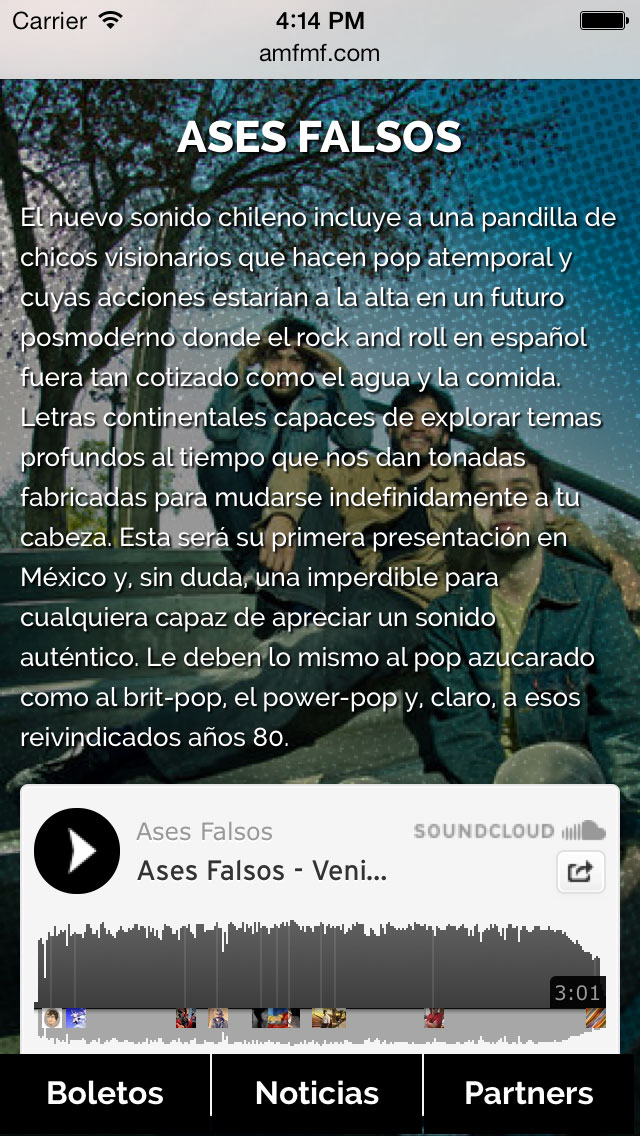 Carrier 4:14 PM
amfmf.com
ASES FALSOS
El nuevo sonido chileno incluye a una pandilla de
chicos visionarios que hacen pop atemporal y
cuyas acciones estarían a la alta en un futuro
posmoderno donde el rock and roll en español
fuera tan cotizado como el agua y la comida.
Letras continentales capaces de explorar temas
profundos al tiempo que nos dan tonadas
fabricadas para mudarse indefinidamente a tu
cabeza. Esta será su primera presentación en
México y, sin duda, una imperdible para
cualquiera capaz de apreciar un sonido
auténtico. Le deben lo mismo al pop azucarado
como al brit-pop, el power-pop y, claro, a esos
reivindicados años 80.
Ases Falsos SOUNDCLOUD
Ases Falsos - Veni...
3:01
Boletos Noticias Partners